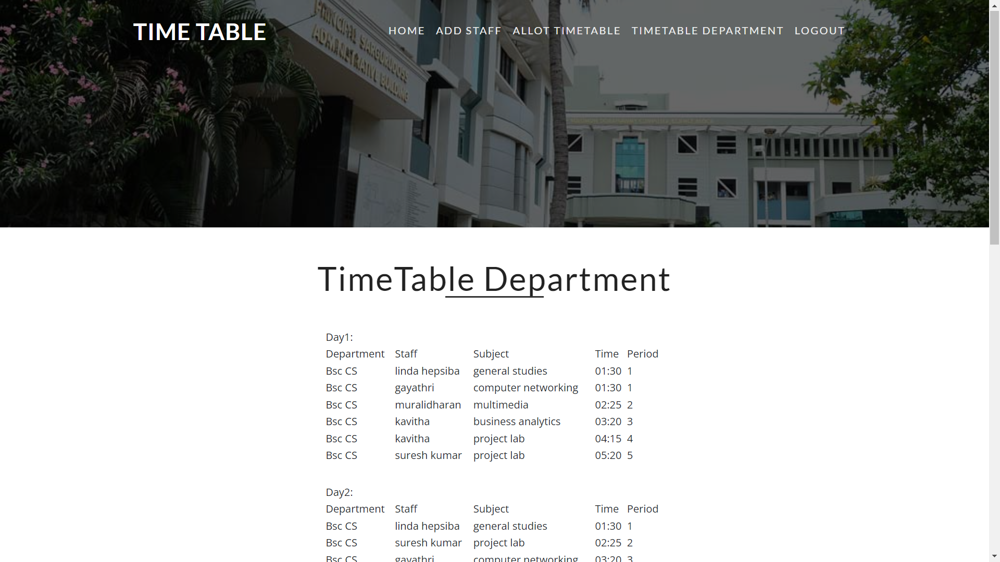 TIME TABLE
HOME ADD STAFF ALLOT TIMETABLE TIMETABLE DEPARTMENT LOGOUT
PRINCIPAL SARGURUDOSS
ADMINISTRATIVE BUILDING
TimeTable Department
Day1:
Department Staff Subject Time Period
Bsc CS linda hepsiba general studies 01:30 1
Bsc CS gayathri computer networking 01:30 1
Bsc CS muralidharan multimedia 02:25 2
Bsc CS kavitha business analytics 03:20 3
Bsc CS kavitha project lab 04:15 4
Bsc CS suresh kumar project lab 05:20 5
Day2:
Department Staff Subject Time Period
Bsc CS linda hepsiba general studies 01:30 1
Bsc CS suresh kumar project lab 02:25 2
Bsc CS gayathri computer networking 03:20 3